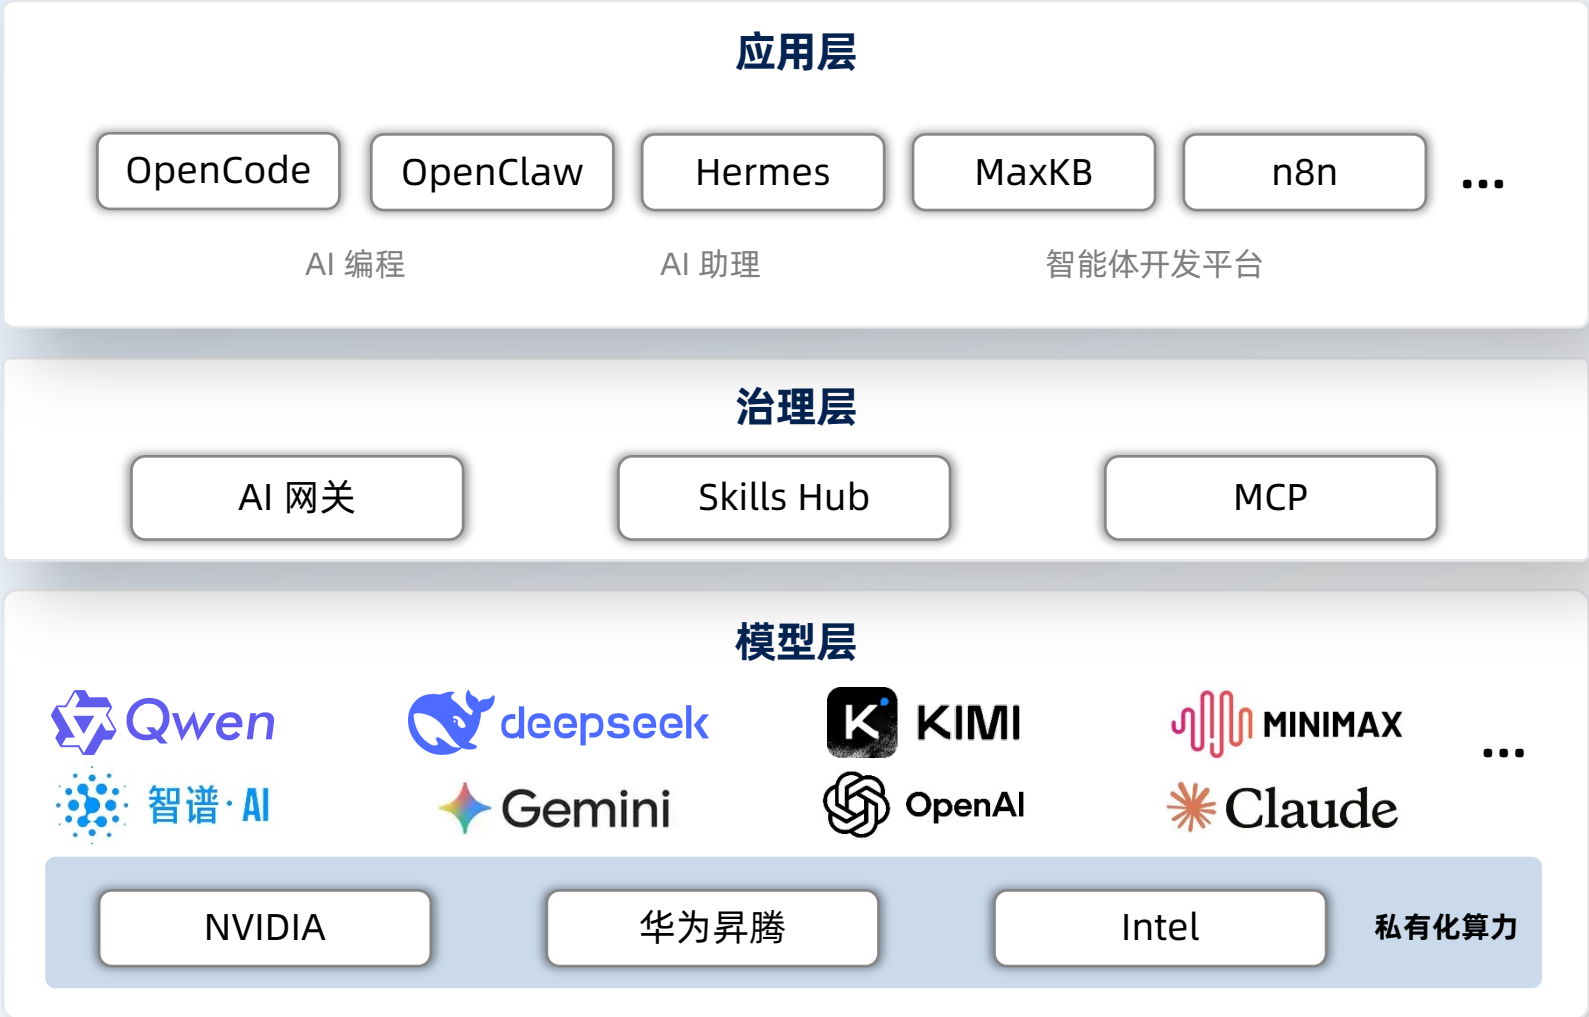 应用层
OpenCode OpenClaw Hermes MaxKB n8n ...
AI 编程 AI 助理 智能体开发平台
治理层
AI 网关 Skills Hub MCP
模型层
Qwen deepseek KIMI MINIMAX ...
智谱·AI Gemini OpenAI Claude
NVIDIA 华为昇腾 Intel 私有化算力